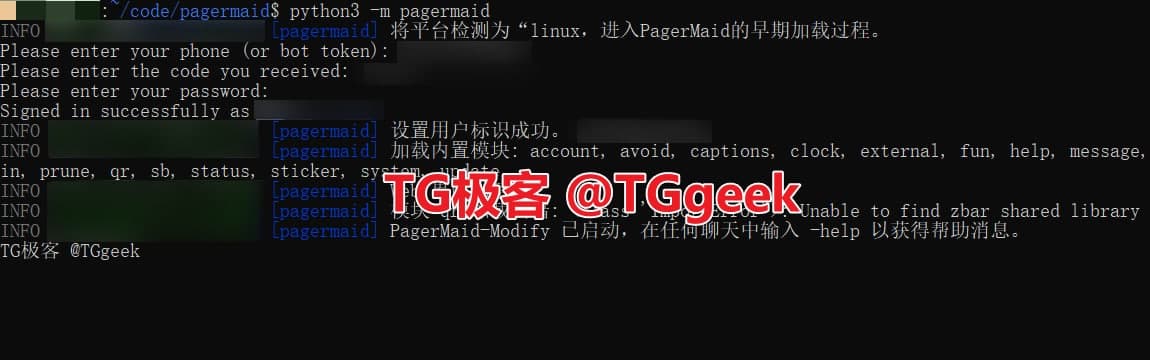 :~/code/pagermaid$ python3 -m pagermaid
INFO [pagermaid] 将平台检测为“linux，进入PagerMaid的早期加载过程。
Please enter your phone (or bot token):
Please enter the code you received:
Please enter your password:
Signed in successfully as
INFO [pagermaid] 设置用户标识成功。
INFO [pagermaid] 加载内置模块: account, avoid, captions, clock, external, fun, help, message,
in, prune, qr, sb, status, sticker, system, update
INFO [pagermaid]
INFO [pagermaid] 模块 Unable to find zbar shared library
INFO [pagermaid] PagerMaid-Modify 已启动，在任何聊天中输入 -help 以获得帮助消息。
TG极客 @TGgeek
TG极客 @TGgeek